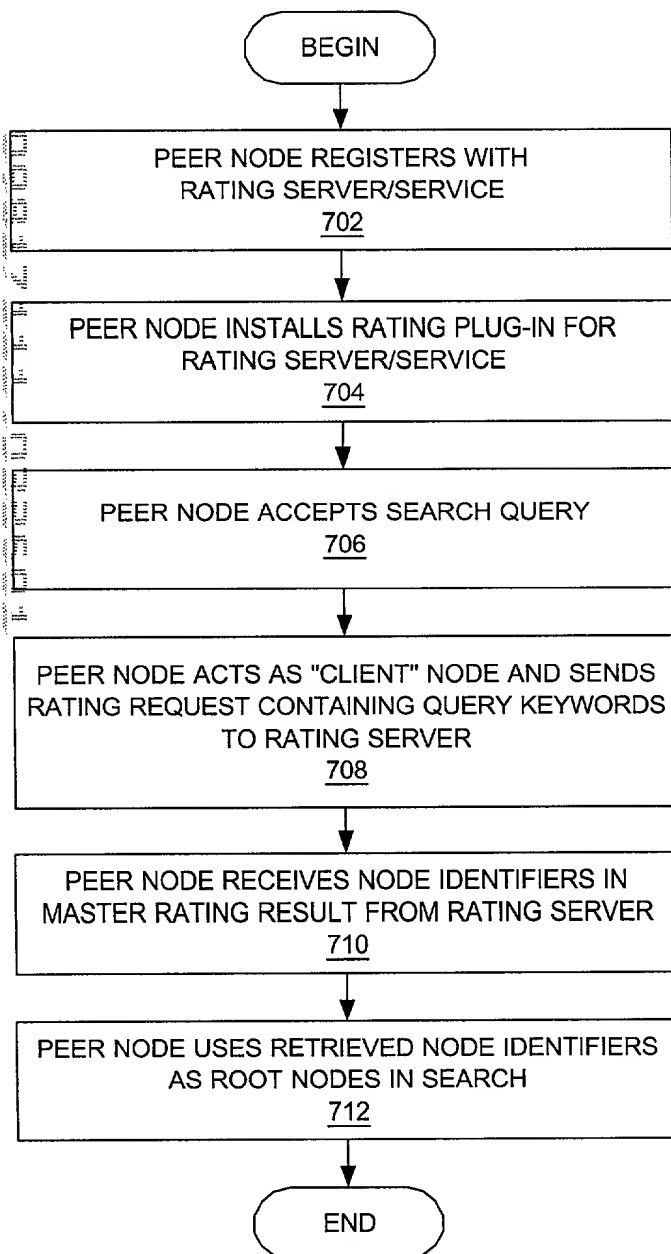 BEGIN
PEER NODE REGISTERS WITH
RATING SERVER/SERVICE
702
PEER NODE INSTALLS RATING PLUG-IN FOR
RATING SERVER/SERVICE
704
PEER NODE ACCEPTS SEARCH QUERY
706
PEER NODE ACTS AS "CLIENT" NODE AND SENDS
RATING REQUEST CONTAINING QUERY KEYWORDS
TO RATING SERVER
708
PEER NODE RECEIVES NODE IDENTIFIERS IN
MASTER RATING RESULT FROM RATING SERVER
710
PEER NODE USES RETRIEVED NODE IDENTIFIERS
AS ROOT NODES IN SEARCH
712
END